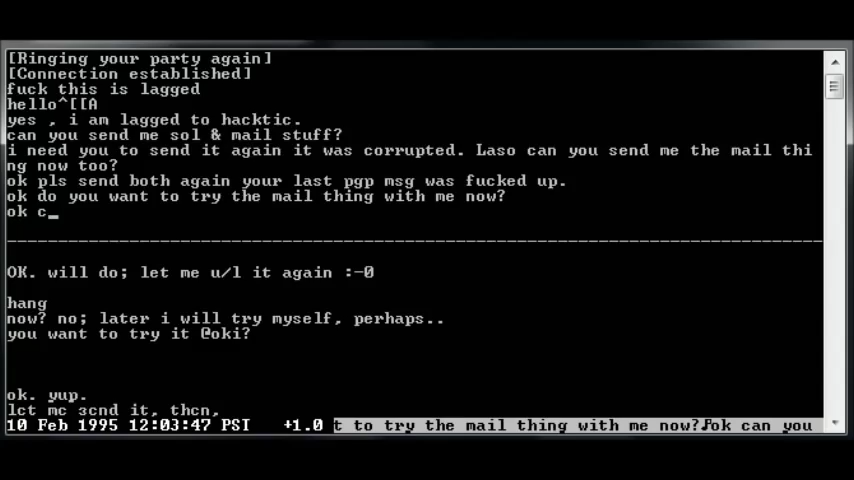 [Ringing your party again]
[Connection established]
fuck this is lagged
hello^[[A
yes , i am lagged to hacktic.
can you send me sol & mail stuff?
i need you to send it again it was corrupted. Laso can you send me the mail thi
ng now too?
ok pls send both again your last pgp msg was fucked up.
ok do you want to try the mail thing with me now?
ok c_
OK. will do; let me u/l it again :-0
hang
now? no; later i will try myself, perhaps..
you want to try it @oki?
ok. yup.
let me send it, then,
10 Feb 1995 12:03:47 PST +1.0 t to try the mail thing with me now?♪ok can you